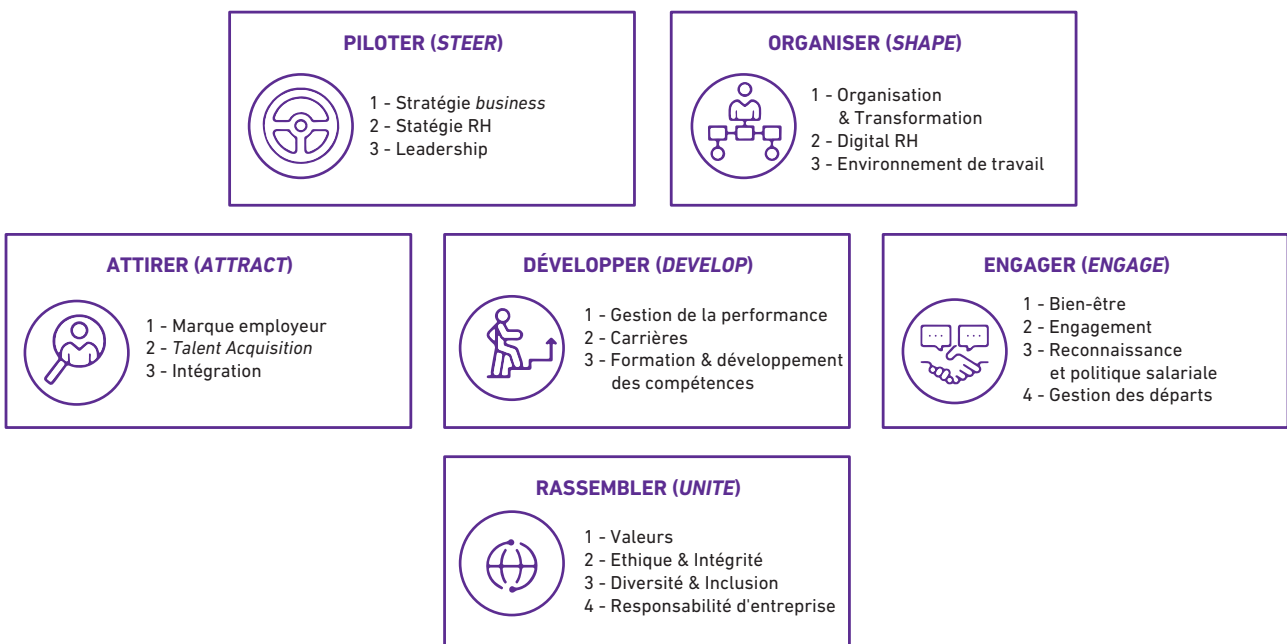 PILOTER (STEER)
1 - Stratégie business
2 - Statégie RH
3 - Leadership
ORGANISER (SHAPE)
1 - Organisation
& Transformation
2 - Digital RH
3 - Environnement de travail
ATTIRER (ATTRACT)
1 - Marque employeur
2 - Talent Acquisition
3 - Intégration
DÉVELOPPER (DEVELOP)
1 - Gestion de la performance
2 - Carrières
3 - Formation & développement
des compétences
ENGAGER (ENGAGE)
1 - Bien-être
2 - Engagement
3 - Reconnaissance
et politique salariale
4 - Gestion des départs
RASSEMBLER (UNITE)
1 - Valeurs
2 - Ethique & Intégrité
3 - Diversité & Inclusion
4 - Responsabilité d'entreprise